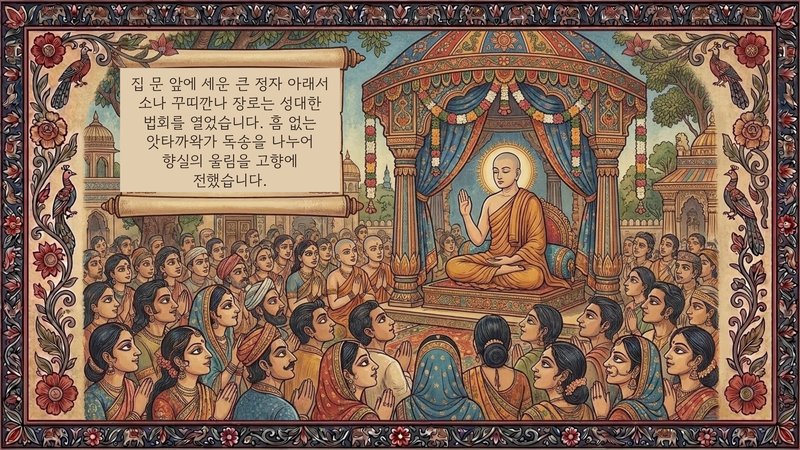 집 문 앞에 세운 큰 정자 아래서
소나 꾸띠깐나 장로는 성대한
법회를 열었습니다. 흠 없는
앗타까왁가 독송을 나누어
향실의 울림을 고향에
전했습니다.